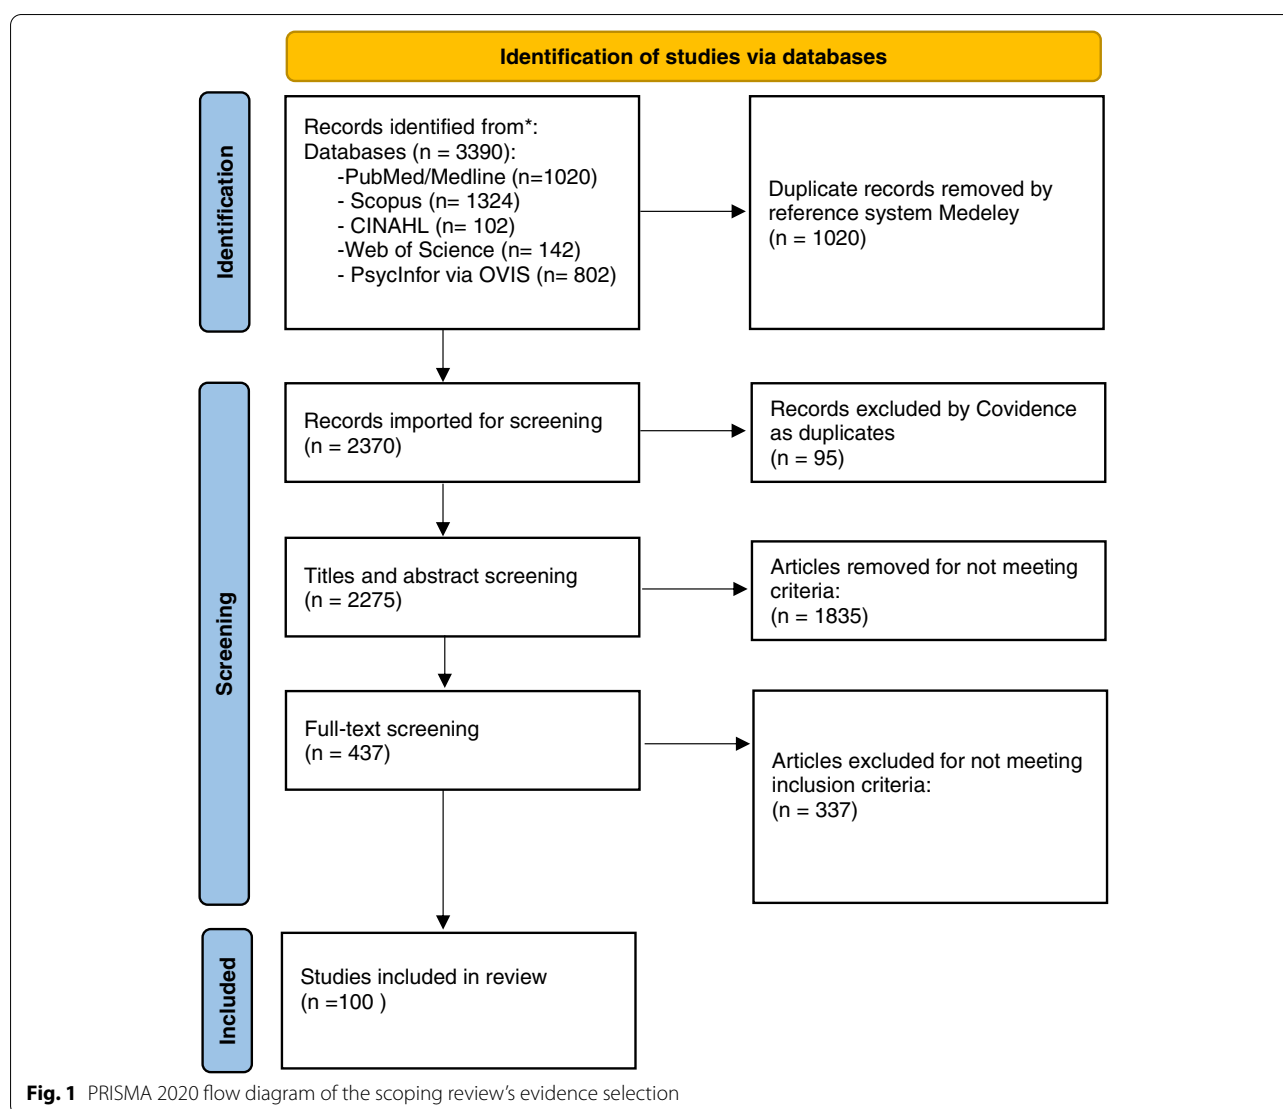 Identification of studies via databases
Identification
Records identified from*:
Databases (n = 3390):
-PubMed/Medline (n=1020)
- Scopus (n= 1324)
- CINAHL (n= 102)
-Web of Science (n= 142)
- PsycInfor via OVIS (n= 802)
Duplicate records removed by
reference system Medeley
(n = 1020)
Screening
Records imported for screening
(n = 2370)
Records excluded by Covidence
as duplicates
(n = 95)
Titles and abstract screening
(n = 2275)
Articles removed for not meeting
criteria:
(n = 1835)
Full-text screening
(n = 437)
Articles excluded for not meeting
inclusion criteria:
(n = 337)
Included
Studies included in review
(n =100 )
Fig. 1 PRISMA 2020 flow diagram of the scoping review's evidence selection